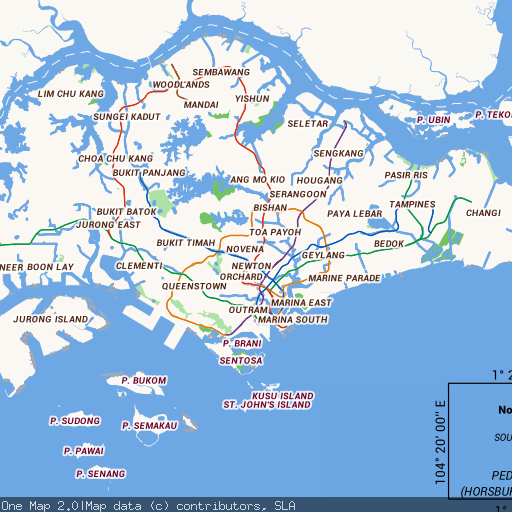 SEMBAWANG
WOODLANDS
LIM CHU KANG
YISHUN
MANDAI
SUNGEI KADUT
SELETAR
P. UBIN
P. TEKO
SENGKANG
CHOA CHU KANG
BUKIT PANJANG
ANG MO KIO
HOUGANG
PASIR RIS
SERANGOON
BISHAN
TAMPINES
BUKIT BATOK
PAYA LEBAR
CHANGI
JURONG EAST
TOA PAYOH
BUKIT TIMAH
BEDOK
NOVENA
GEYLANG
NEER BOON LAY
CLEMENTI
NEWTON
ORCHARD
MARINE PARADE
QUEENSTOWN
MARINA EAST
OUTRAM
JURONG ISLAND
MARINA SOUTH
P. BRANI
SENTOSA
1° 2
P. BUKOM
KUSU ISLAND
ST. JOHN'S ISLAND
No
104° 20' 00" E
P. SUDONG
P. SEMAKAU
SOU
P. PAWAI
P. SENANG
PED
(HORSBUR
1°
One Map 2.0|Map data (c) contributors, SLA